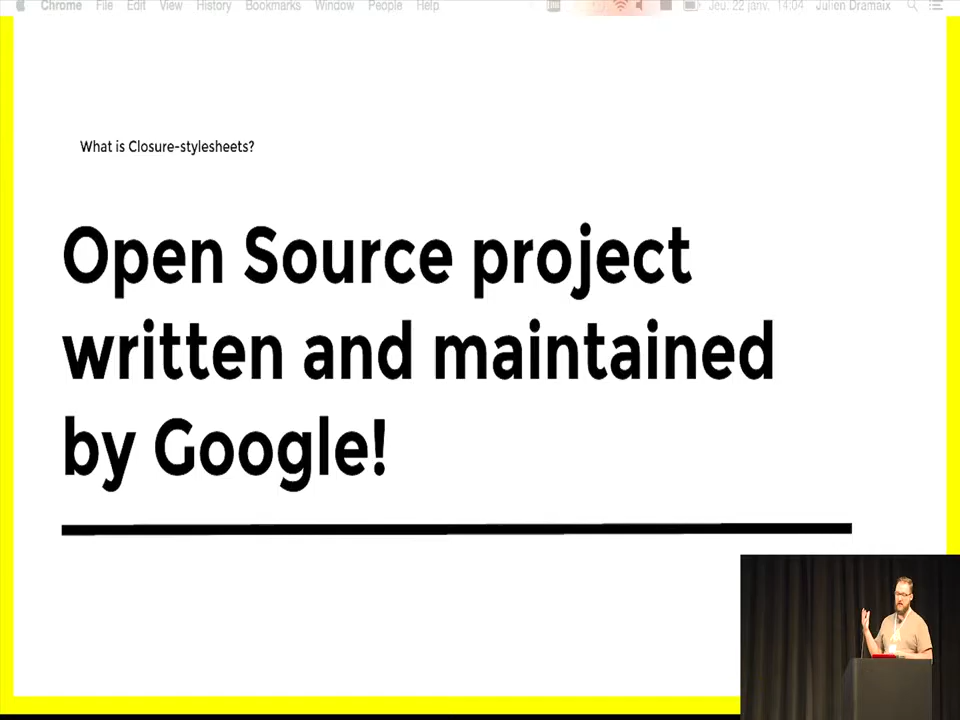 Chrome File Edit View History Bookmarks Window People Help Jeu. 22 janv. 14:04 Julien Dramaix
What is Closure-stylesheets?
Open Source project
written and maintained
by Google!